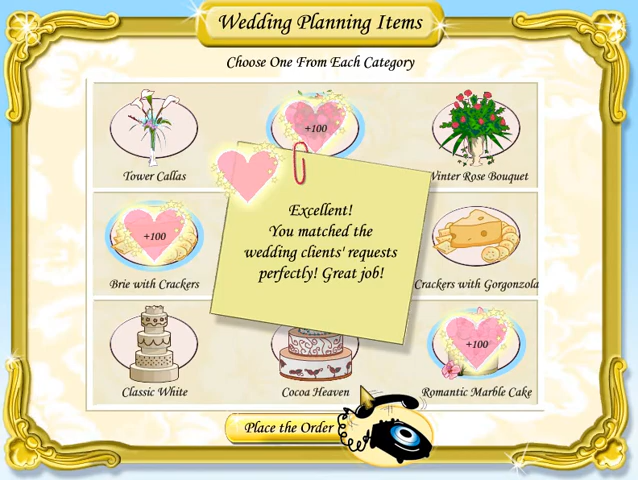 Wedding Planning Items
Choose One From Each Category
+100
Tower Callas
Winter Rose Bouquet
Excellent!
You matched the
wedding clients' requests
perfectly! Great job!
+100
Brie with Crackers
Crackers with Gorgonzola
+100
Classic White
Cocoa Heaven
Romantic Marble Cake
Place the Order